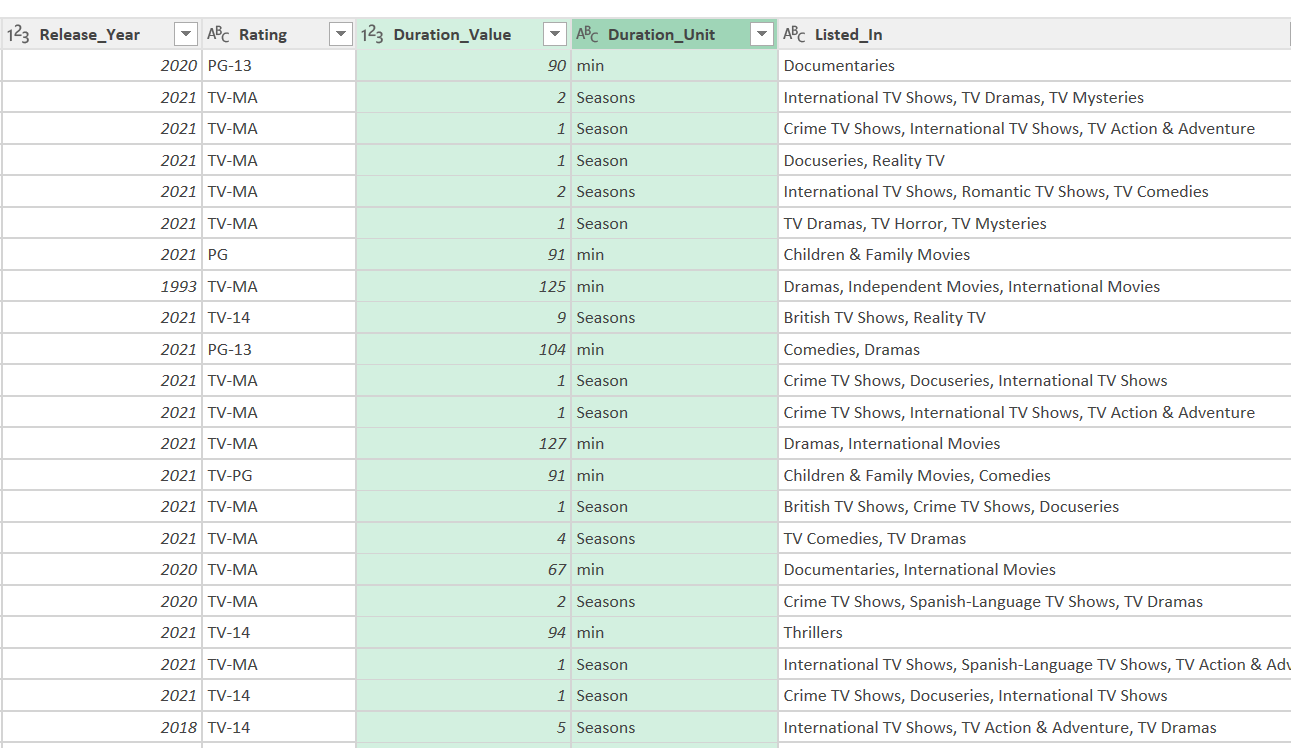 123 Release_Year ABC Rating 123 Duration_Value ABC Duration_Unit ABC Listed_In
2020 PG-13 90 min Documentaries
2021 TV-MA 2 Seasons International TV Shows, TV Dramas, TV Mysteries
2021 TV-MA 1 Season Crime TV Shows, International TV Shows, TV Action & Adventure
2021 TV-MA 1 Season Docuseries, Reality TV
2021 TV-MA 2 Seasons International TV Shows, Romantic TV Shows, TV Comedies
2021 TV-MA 1 Season TV Dramas, TV Horror, TV Mysteries
2021 PG 91 min Children & Family Movies
1993 TV-MA 125 min Dramas, Independent Movies, International Movies
2021 TV-14 9 Seasons British TV Shows, Reality TV
2021 PG-13 104 min Comedies, Dramas
2021 TV-MA 1 Season Crime TV Shows, Docuseries, International TV Shows
2021 TV-MA 1 Season Crime TV Shows, International TV Shows, TV Action & Adventure
2021 TV-MA 127 min Dramas, International Movies
2021 TV-PG 91 min Children & Family Movies, Comedies
2021 TV-MA 1 Season British TV Shows, Crime TV Shows, Docuseries
2021 TV-MA 4 Seasons TV Comedies, TV Dramas
2020 TV-MA 67 min Documentaries, International Movies
2020 TV-MA 2 Seasons Crime TV Shows, Spanish-Language TV Shows, TV Dramas
2021 TV-14 94 min Thrillers
2021 TV-MA 1 Season International TV Shows, Spanish-Language TV Shows, TV Action & Adv
2021 TV-14 1 Season Crime TV Shows, Docuseries, International TV Shows
2018 TV-14 5 Seasons International TV Shows, TV Action & Adventure, TV Dramas